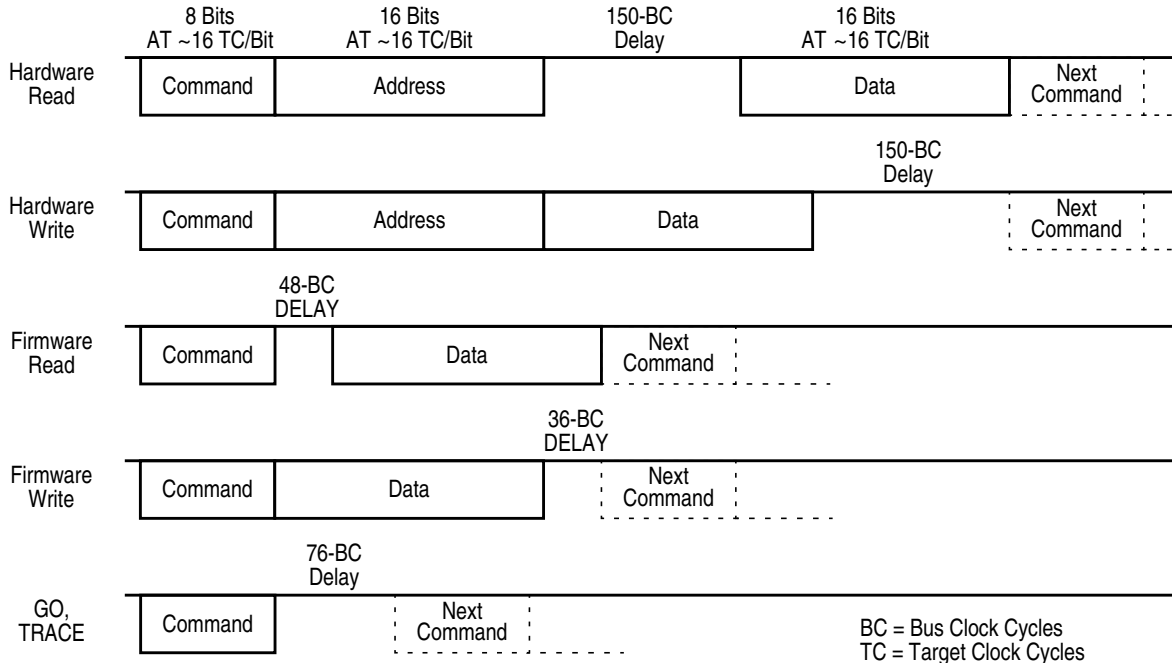 8 Bits
AT ~16 TC/Bit
16 Bits
AT ~16 TC/Bit
150-BC
Delay
16 Bits
AT ~16 TC/Bit
Hardware
Read
Command
Address
Data
Next
Command
150-BC
Delay
Hardware
Write
Command
Address
Data
Next
Command
48-BC
DELAY
Firmware
Read
Command
Data
Next
Command
36-BC
DELAY
Firmware
Write
Command
Data
Next
Command
76-BC
Delay
GO,
TRACE
Command
Next
Command
BC = Bus Clock Cycles
TC = Target Clock Cycles